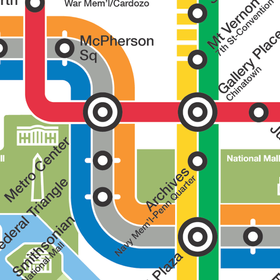 War Mem'l/Cardozo
McPherson
Sq
Mt Vernon
7th St-Convention
Gallery Place
Chinatown
Metro Center
Federal Triangle
Smithsonian
National Mall
Archives
Navy Mem'l-Penn Quarter
National Mall
Plaza